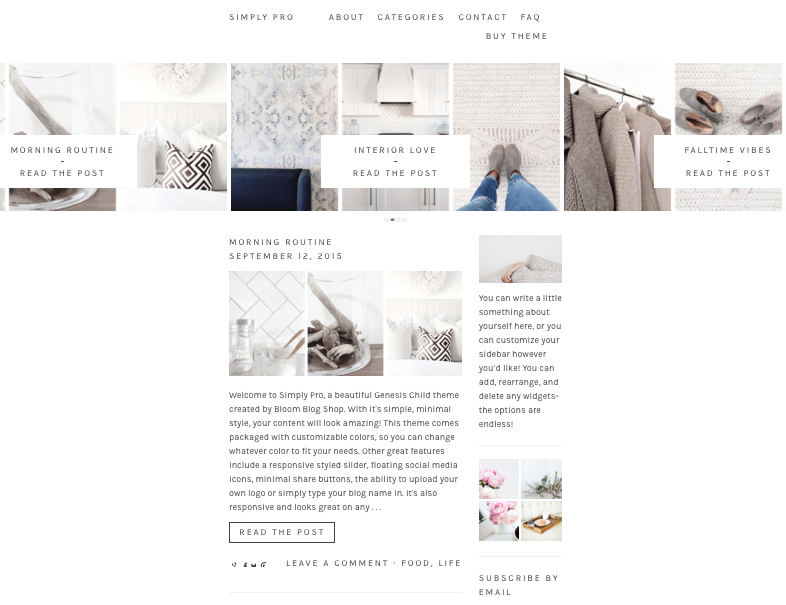 SIMPLY PRO ABOUT CATEGORIES CONTACT FAQ
BUY THEME
MORNING ROUTINE
-
READ THE POST
INTERIOR LOVE
-
READ THE POST
FALLTIME VIBES
-
READ THE POST
MORNING ROUTINE
SEPTEMBER 12, 2015
Welcome to Simply Pro, a beautiful Genesis Child theme
created by Bloom Blog Shop. With it's simple, minimal
style, your content will look amazing! This theme comes
packaged with customizable colors, so you can change
whatever color to fit your needs. Other great features
include a responsive styled slider, floating social media
icons, minimal share buttons, the ability to upload your
own logo or simply type your blog name in. It's also
responsive and looks great on any . . .
READ THE POST
LEAVE A COMMENT · FOOD, LIFE
You can write a little
something about
yourself here, or you
can customize your
sidebar however
you'd like! You can
add, rearrange, and
delete any widgets-
the options are
endless!
SUBSCRIBE BY
EMAIL